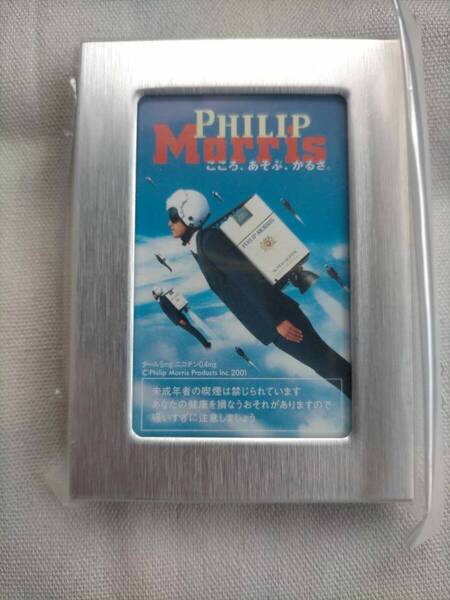 PHILIP
Morris
こころ、あそぶ、かるさ。
PHILIP MORRIS
タール5mg ニコチン0.4mg
©Philip Morris Products Inc. 2001
未成年者の喫煙は禁じられています
あなたの健康を損なうおそれがありますので
吸いすぎに注意しましょう